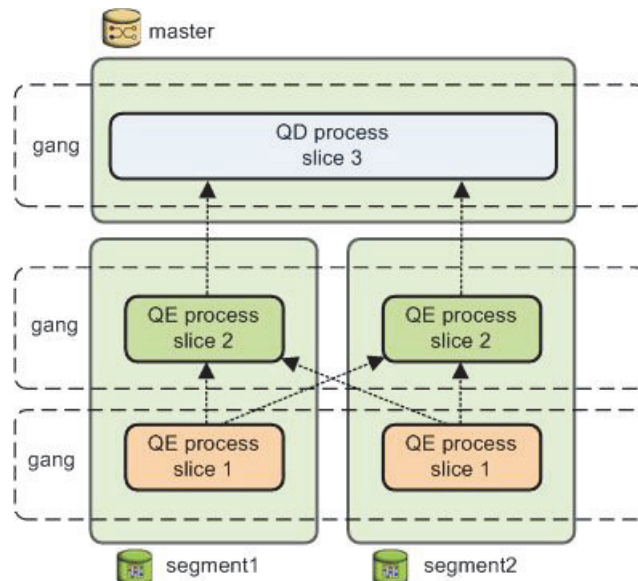 master
gang
QD process
slice 3
gang
QE process
slice 2
QE process
slice 2
gang
QE process
slice 1
QE process
slice 1
segment1
segment2